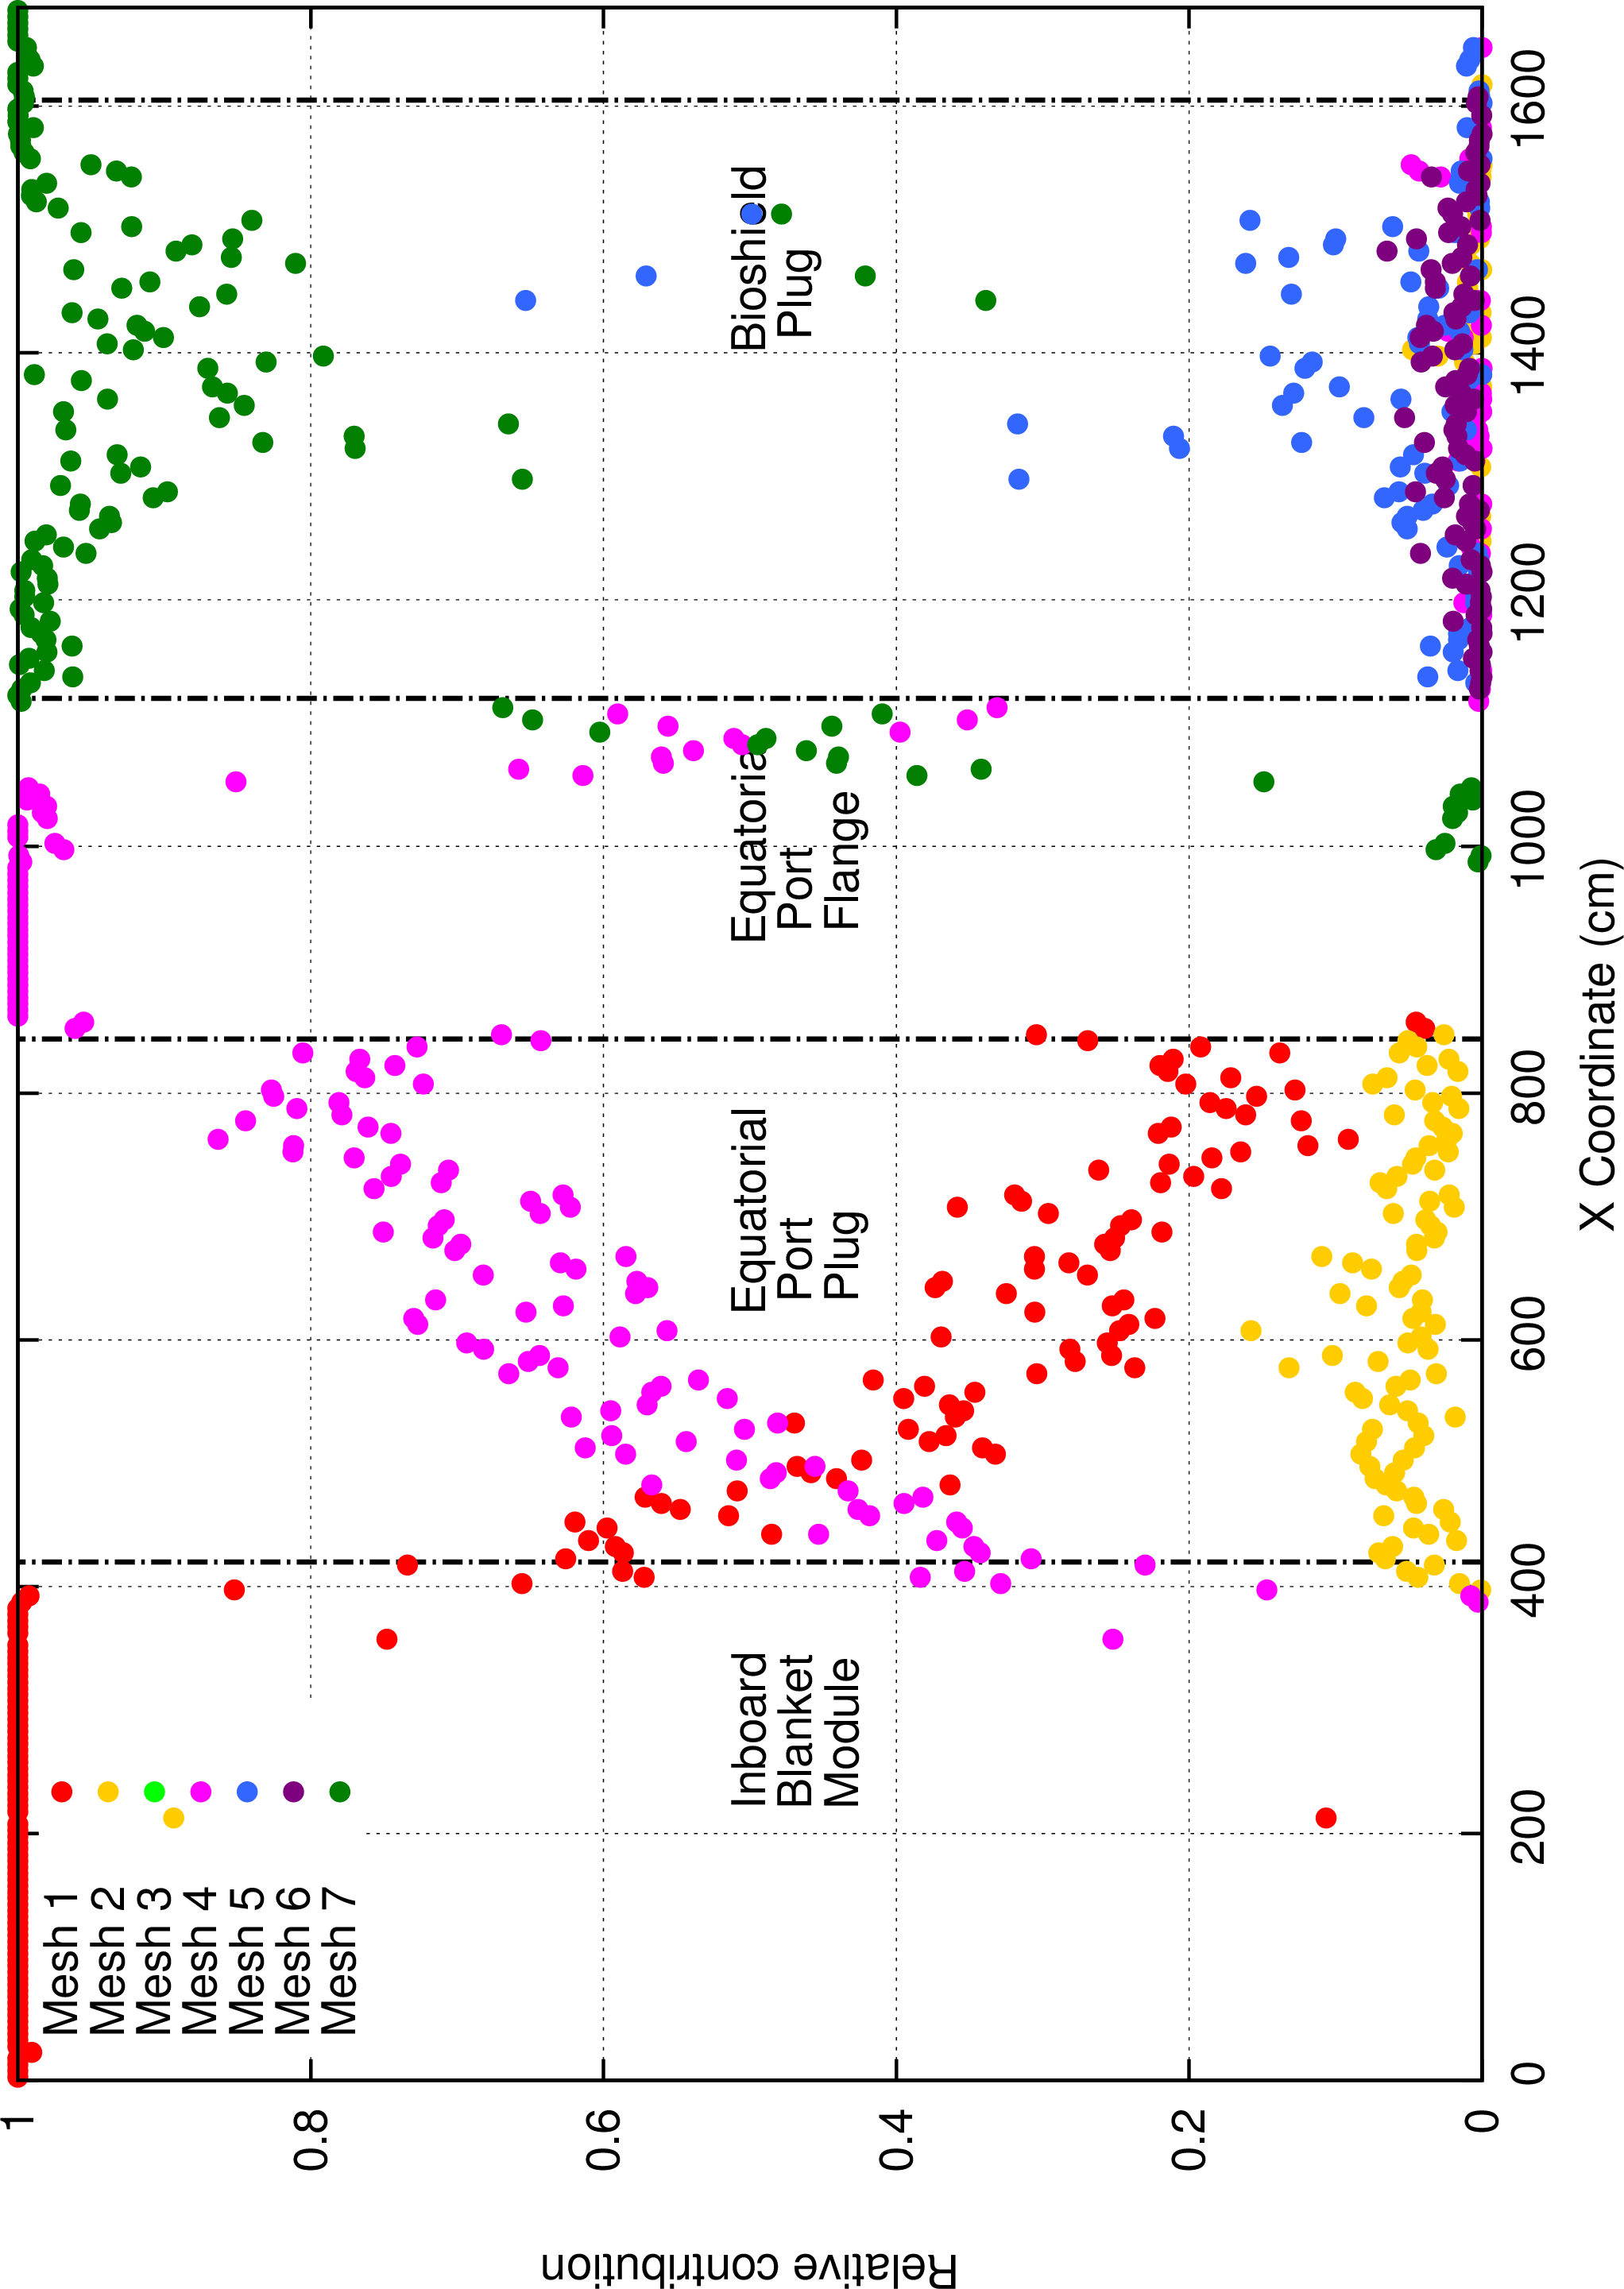 Relative contribution
1
0.8
0.6
0.4
0.2
0
0
200
400
600
800
1000
1200
1400
1600
X Coordinate (cm)
Mesh 1
Mesh 2
Mesh 3
Mesh 4
Mesh 5
Mesh 6
Mesh 7
Inboard
Blanket
Module
Equatorial
Port
Plug
Equatorial
Port
Flange
Bioshield
Plug